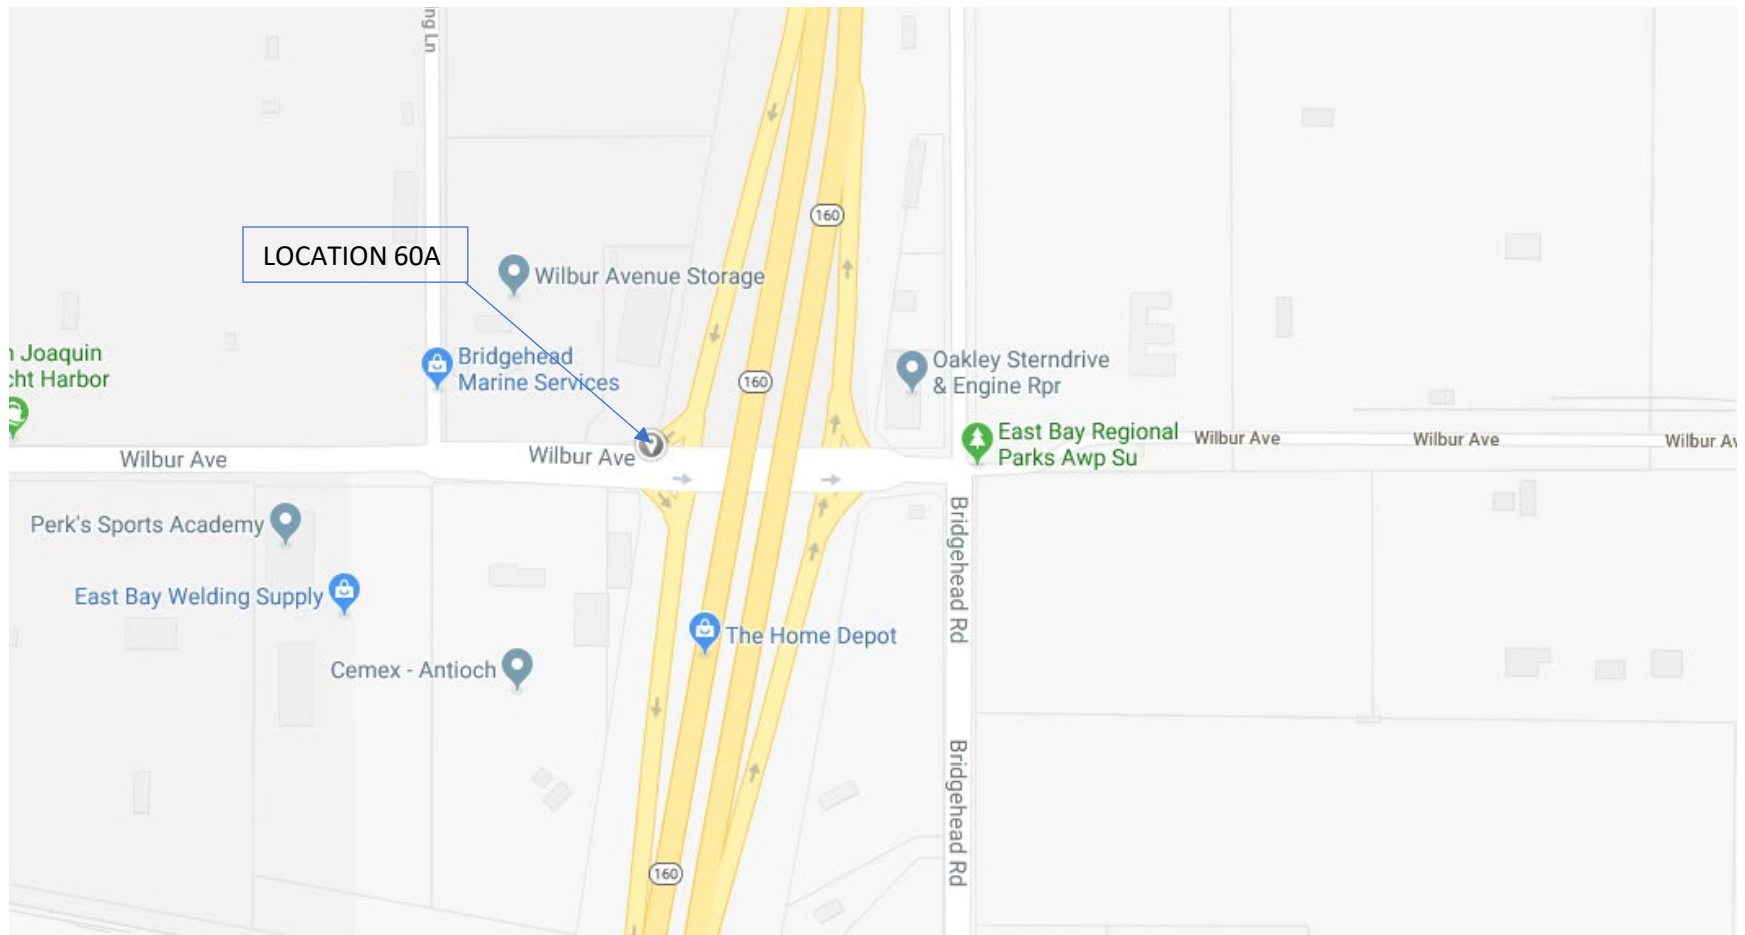 ng Ln
160
LOCATION 60A
Wilbur Avenue Storage
Joaquin
cht Harbor
Bridgehead
Marine Services
160
Oakley Sterndrive
& Engine Rpr
East Bay Regional
Parks Awp Su
Wilbur Ave
Wilbur Ave
Wilbur Av
Wilbur Ave
Wilbur Ave
Perk's Sports Academy
Bridgehead Rd
East Bay Welding Supply
The Home Depot
Cemex - Antioch
Bridgehead Rd
160